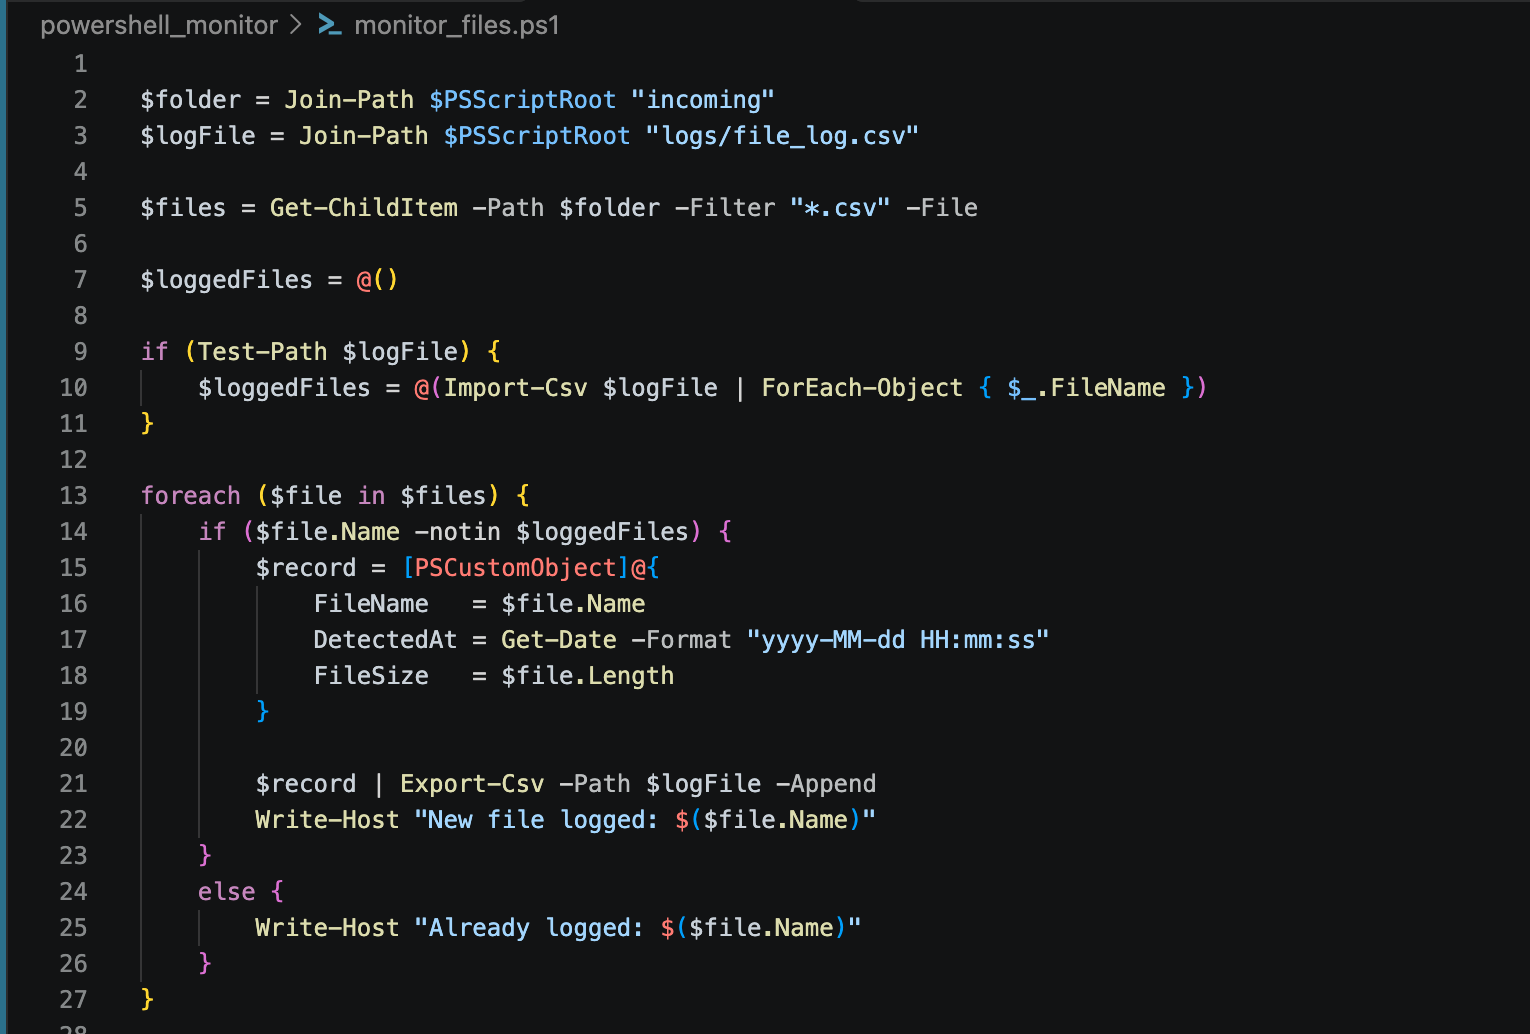 powershell_monitor > monitor_files.ps1
1
2 $folder = Join-Path $PSScriptRoot "incoming"
3 $logFile = Join-Path $PSScriptRoot "logs/file_log.csv"
4
5 $files = Get-ChildItem -Path $folder -Filter "*.csv" -File
6
7 $loggedFiles = @()
8
9 if (Test-Path $logFile) {
10     $loggedFiles = @(Import-Csv $logFile | ForEach-Object { $_.FileName })
11 }
12
13 foreach ($file in $files) {
14     if ($file.Name -notin $loggedFiles) {
15         $record = [PSCustomObject]@{
16             FileName   = $file.Name
17             DetectedAt = Get-Date -Format "yyyy-MM-dd HH:mm:ss"
18             FileSize   = $file.Length
19         }
20
21         $record | Export-Csv -Path $logFile -Append
22         Write-Host "New file logged: $($file.Name)"
23     }
24     else {
25         Write-Host "Already logged: $($file.Name)"
26     }
27 }
28